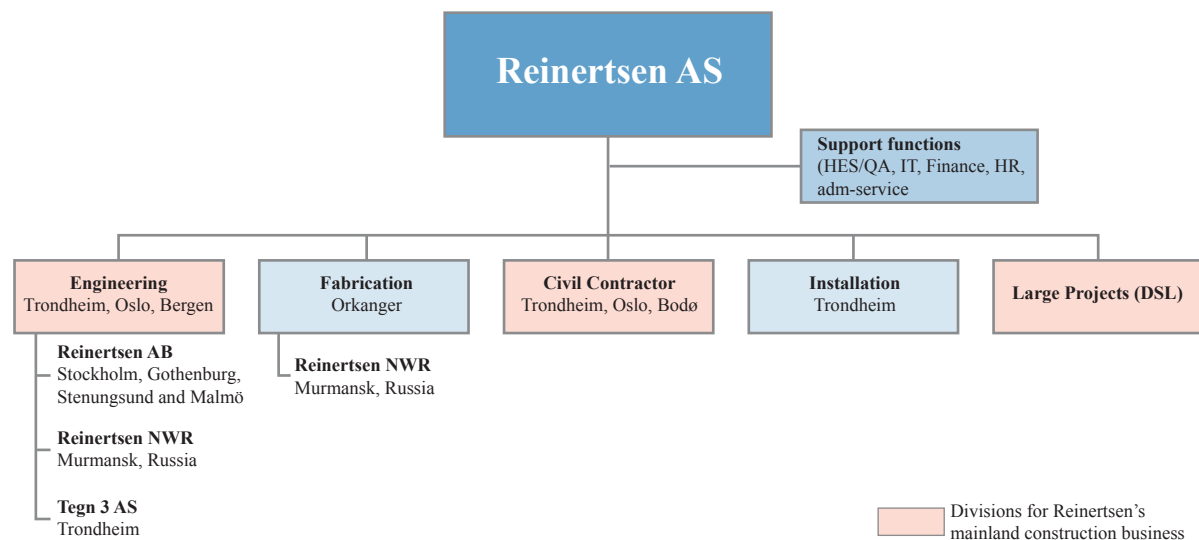 Reinertsen AS
Support functions
(HES/QA, IT, Finance, HR,
adm-service
Engineering
Trondheim, Oslo, Bergen
Fabrication
Orkanger
Civil Contractor
Trondheim, Oslo, Bodø
Installation
Trondheim
Large Projects (DSL)
Reinertsen AB
Stockholm, Gothenburg,
Stenungsund and Malmö
Reinertsen NWR
Murmansk, Russia
Tegn 3 AS
Trondheim
Reinertsen NWR
Murmansk, Russia
Divisions for Reinertsen’s
mainland construction business